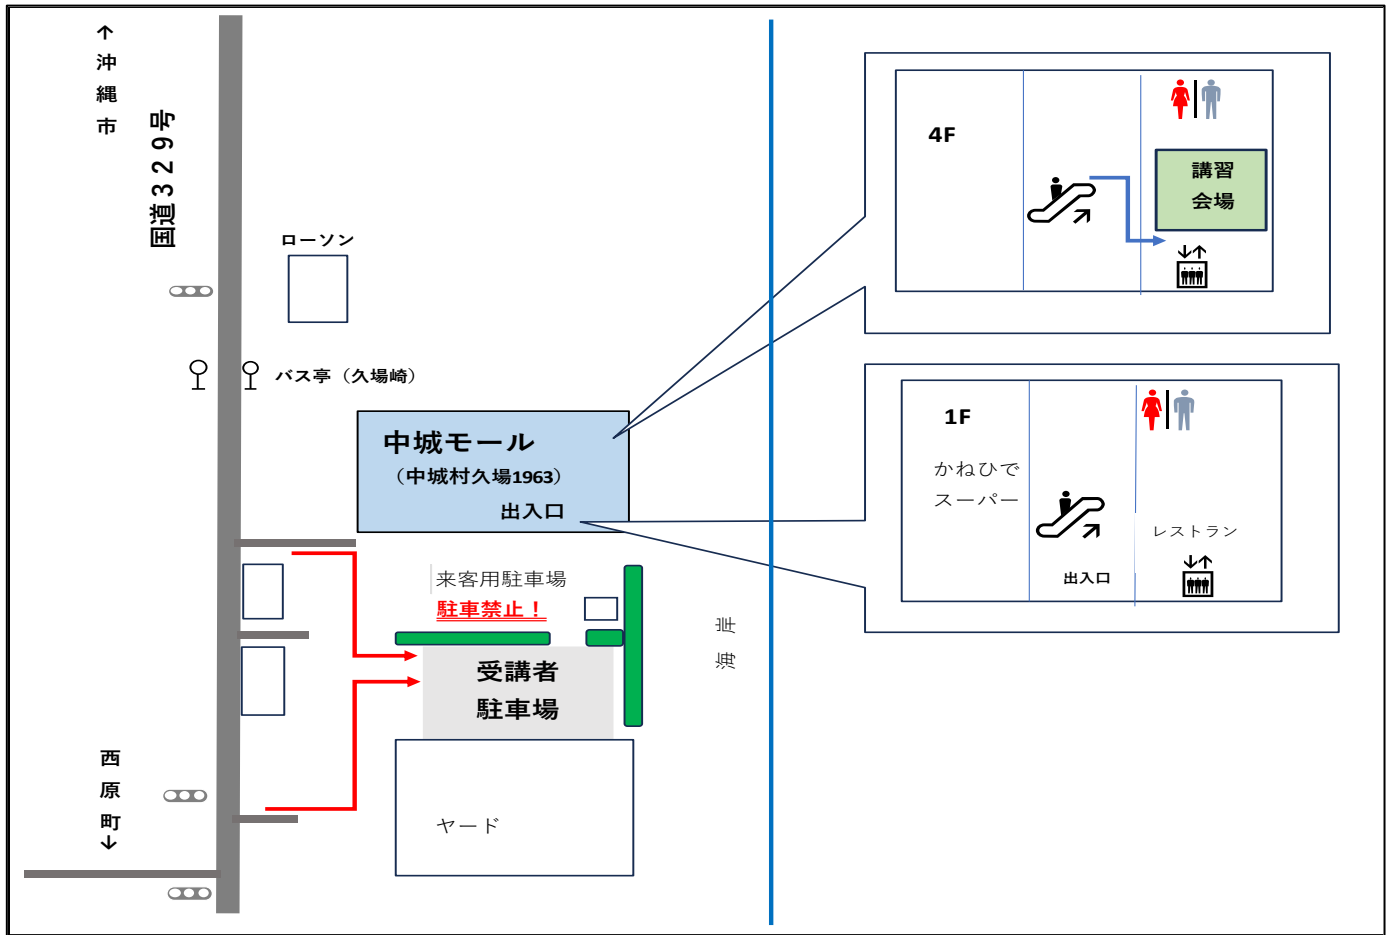 ↑沖縄市
国道329号
ローソン
バス亭（久場崎）
中城モール
（中城村久場1963）
出入口
来客用駐車場
駐車禁止！
受講者
駐車場
ヤード
西原町↓
海岸
4F
講習
会場
1F
かねひで
スーパー
レストラン
出入口